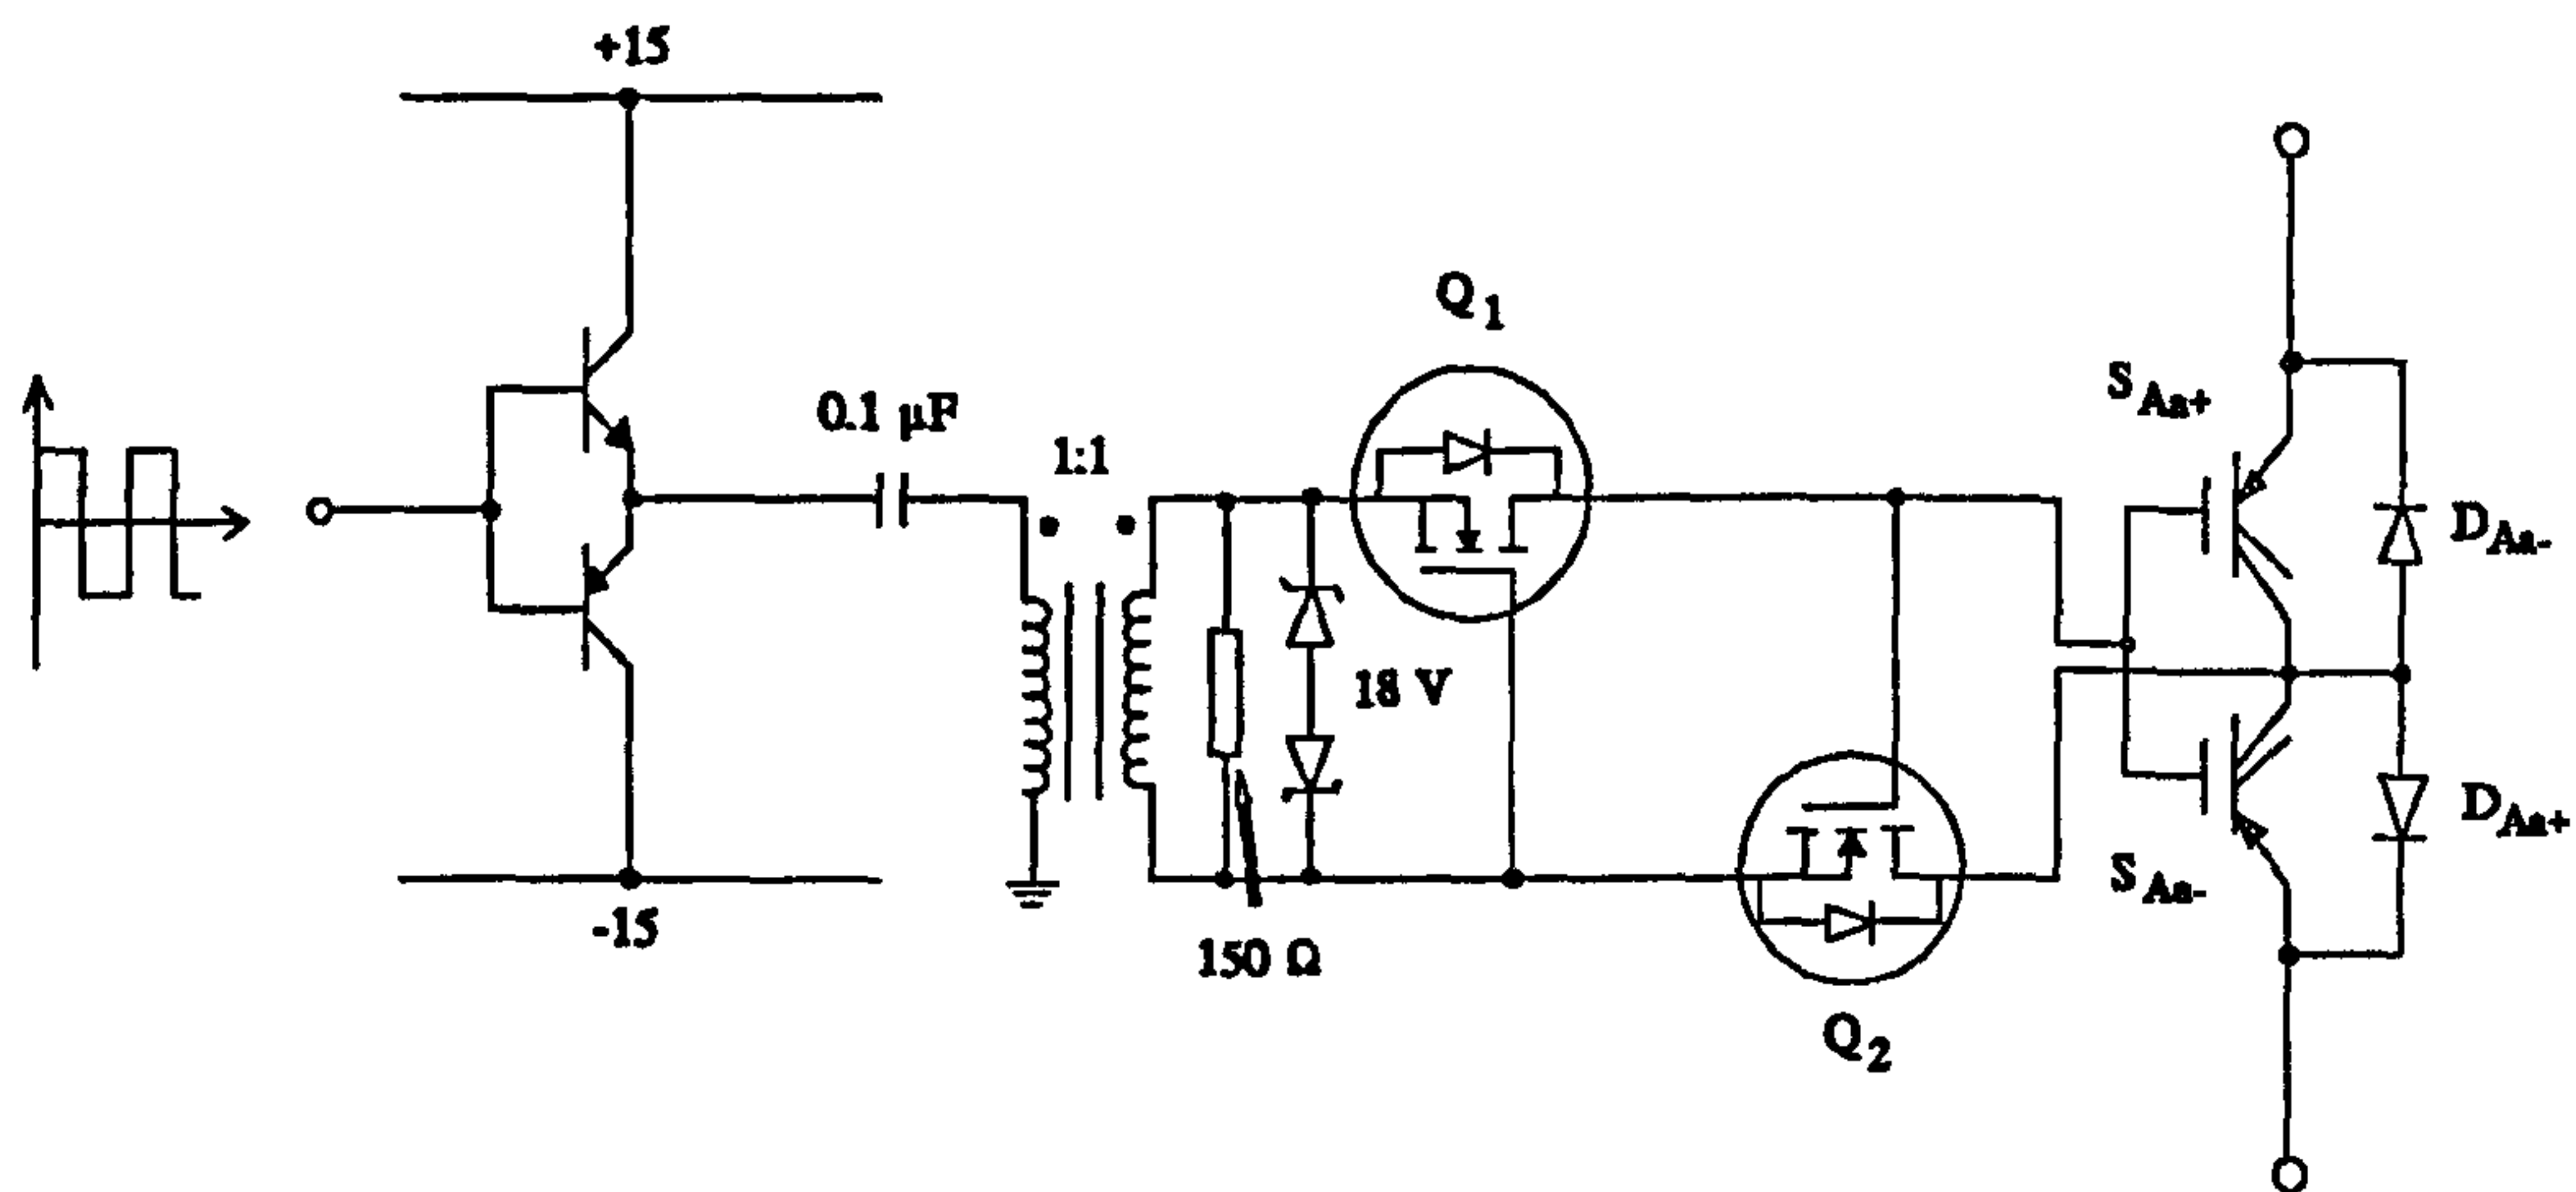 +15
0.1 μF
1:1
Q1
SAa+
DAa-
18 V
DAa+
SAa-
-15
150 Ω
Q2